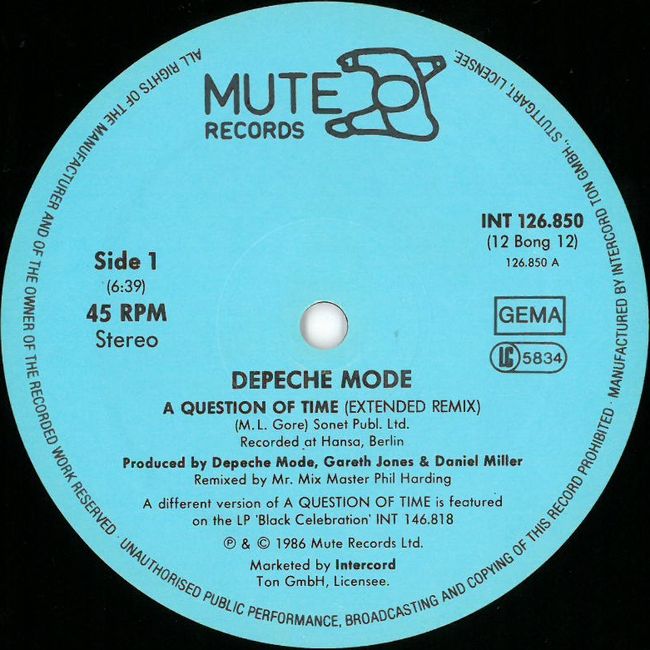 MUTE
RECORDS
INT 126.850
(12 Bong 12)
126.850 A
Side 1
(6:39)
45 RPM
Stereo
GEMA
LC 5834
DEPECHE MODE
A QUESTION OF TIME (EXTENDED REMIX)
(M.L. Gore) Sonet Publ. Ltd.
Recorded at Hansa, Berlin
Produced by Depeche Mode, Gareth Jones & Daniel Miller
Remixed by Mr. Mix Master Phil Harding
A different version of A QUESTION OF TIME is featured
on the LP 'Black Celebration' INT 146.818
℗ & © 1986 Mute Records Ltd.
Marketed by Intercord
Ton GmbH, Licensee.
ALL RIGHTS OF THE MANUFACTURER AND OF THE OWNER OF THE RECORDED WORK RESERVED · UNAUTHORISED PUBLIC PERFORMANCE, BROADCASTING AND COPYING OF THIS RECORD PROHIBITED · MANUFACTURED BY INTERCORD TON GMBH., STUTTGART, LICENSEE.